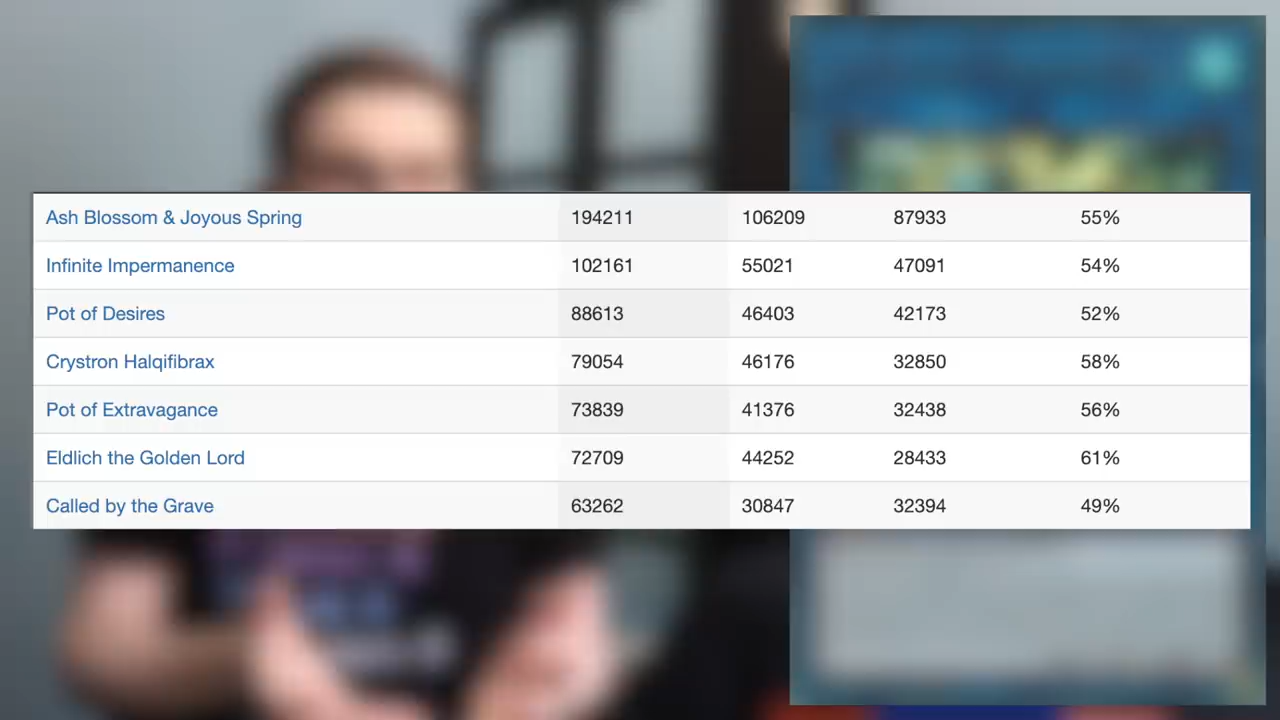 Ash Blossom & Joyous Spring 194211 106209 87933 55%
Infinite Impermanence 102161 55021 47091 54%
Pot of Desires 88613 46403 42173 52%
Crystron Halqifibrax 79054 46176 32850 58%
Pot of Extravagance 73839 41376 32438 56%
Eldlich the Golden Lord 72709 44252 28433 61%
Called by the Grave 63262 30847 32394 49%